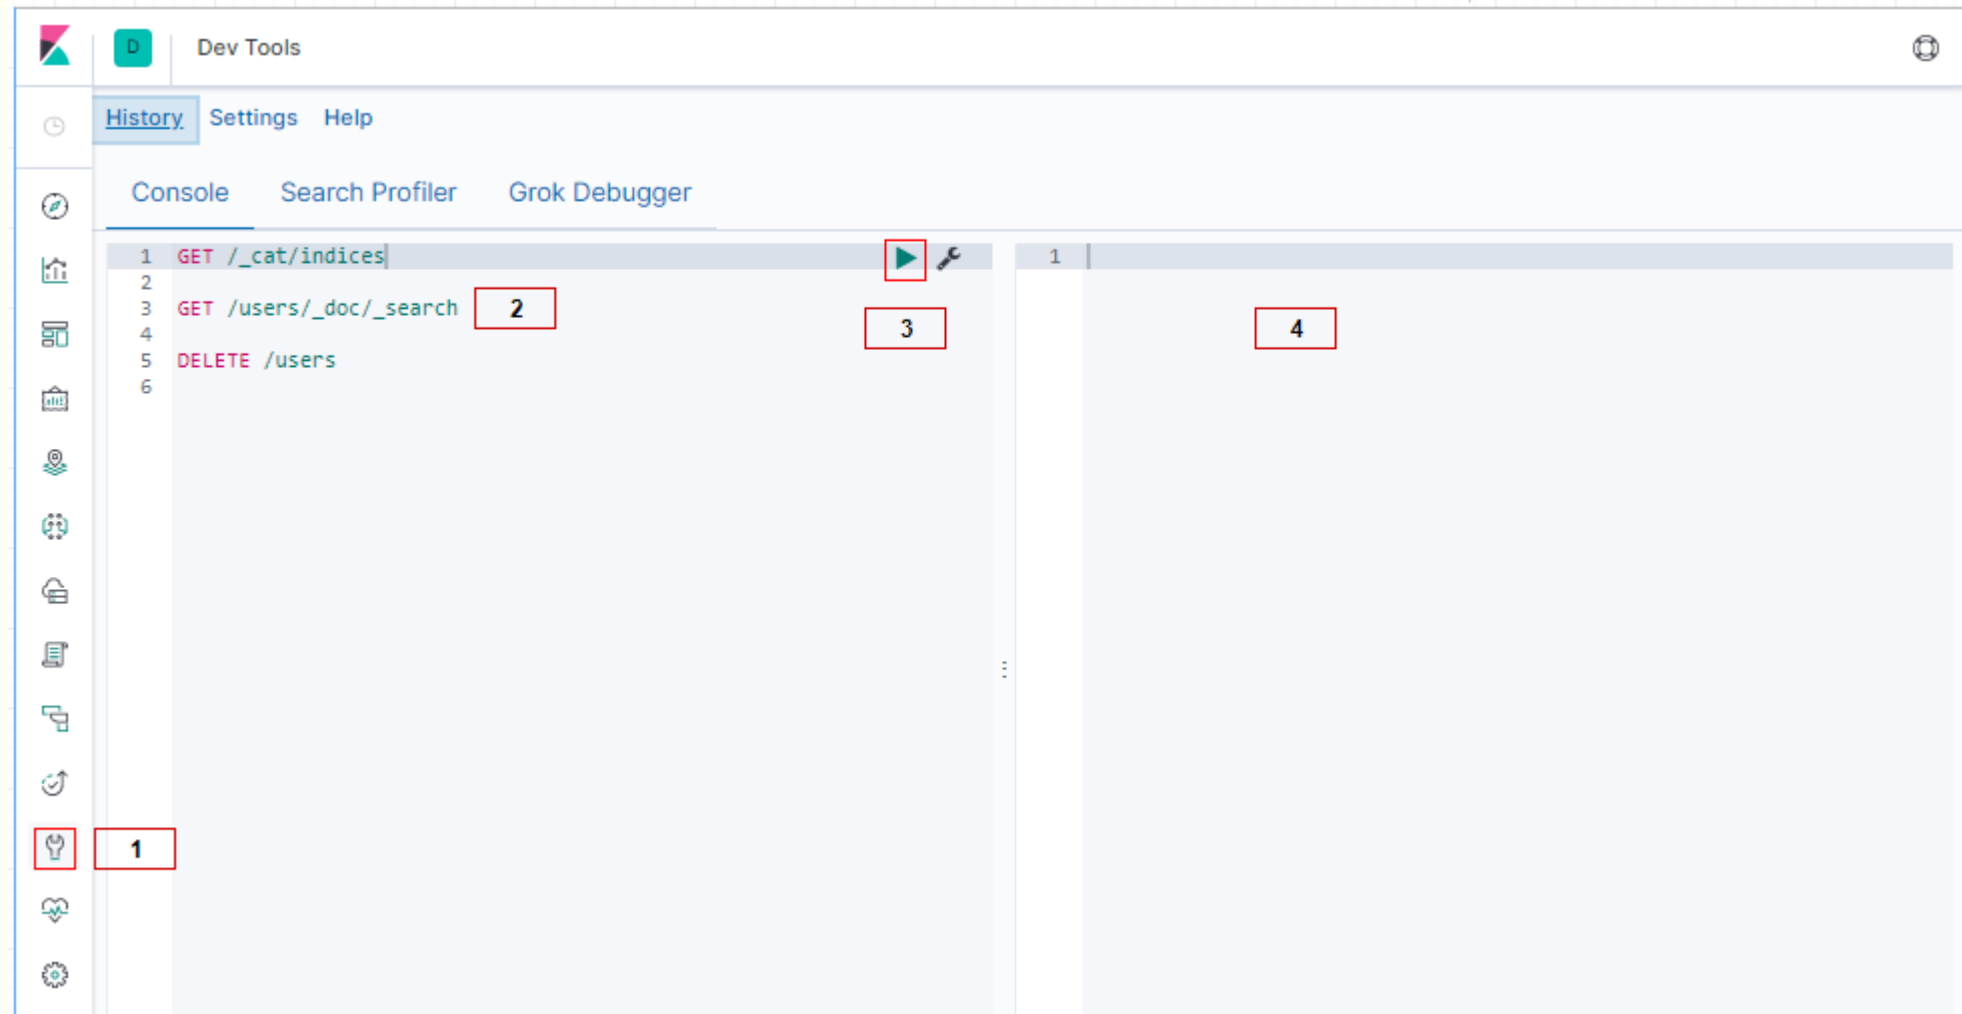 D Dev Tools
History Settings Help
Console Search Profiler Grok Debugger
1 GET /_cat/indices
2
3 GET /users/_doc/_search
4
5 DELETE /users
6
2
3
1
4
1